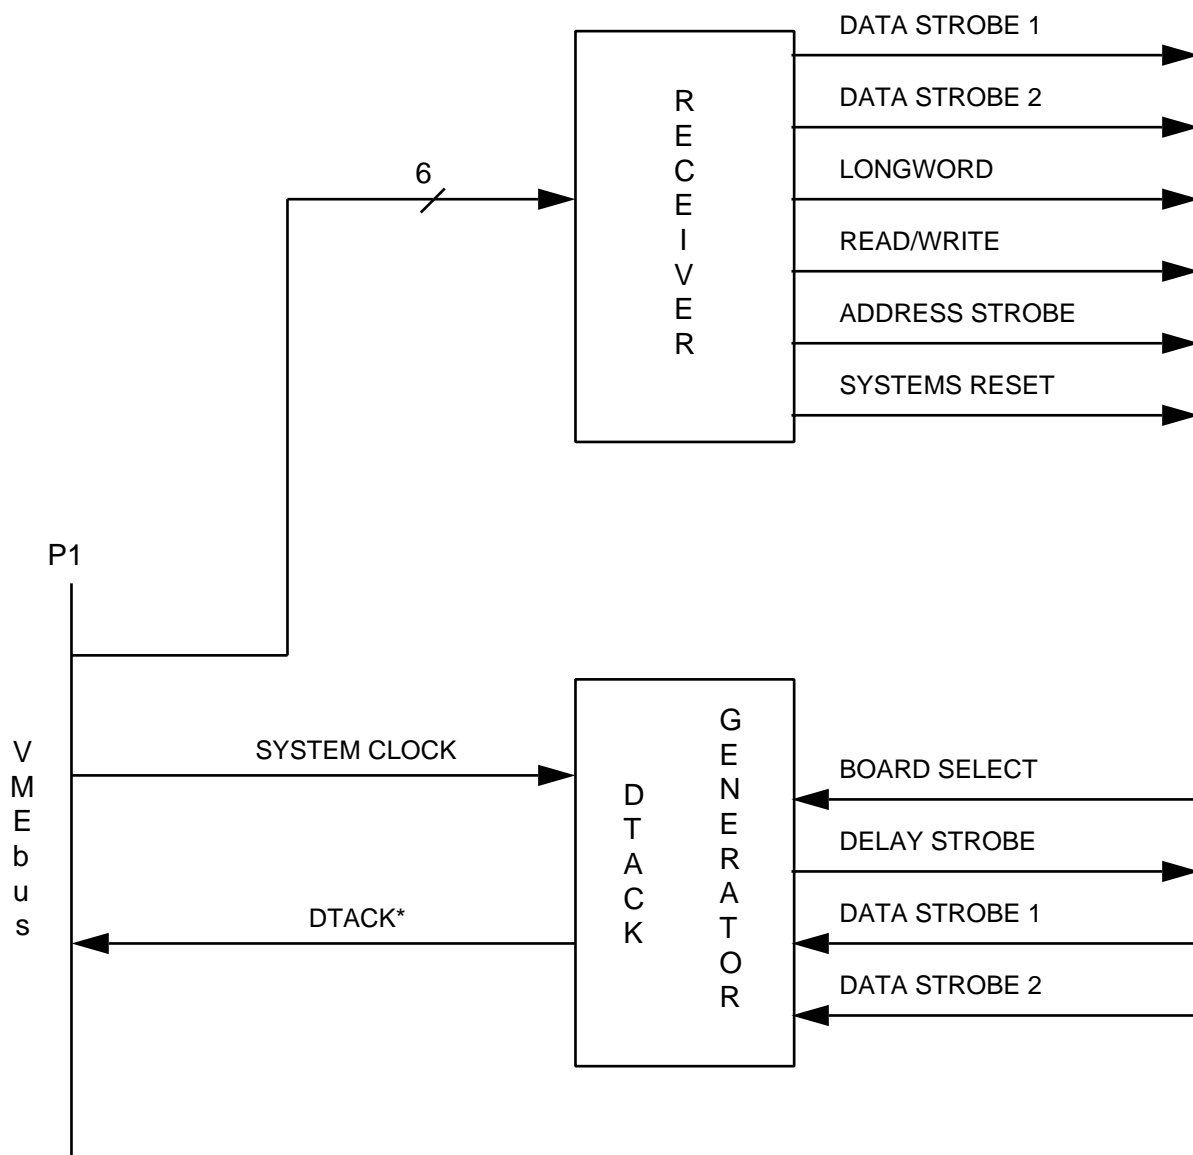 DATA STROBE 1
DATA STROBE 2
LONGWORD
READ/WRITE
ADDRESS STROBE
SYSTEMS RESET
RECEIVER
6
P1
VMEbus
SYSTEM CLOCK
DTACK*
DTACK
GENERATOR
BOARD SELECT
DELAY STROBE
DATA STROBE 1
DATA STROBE 2